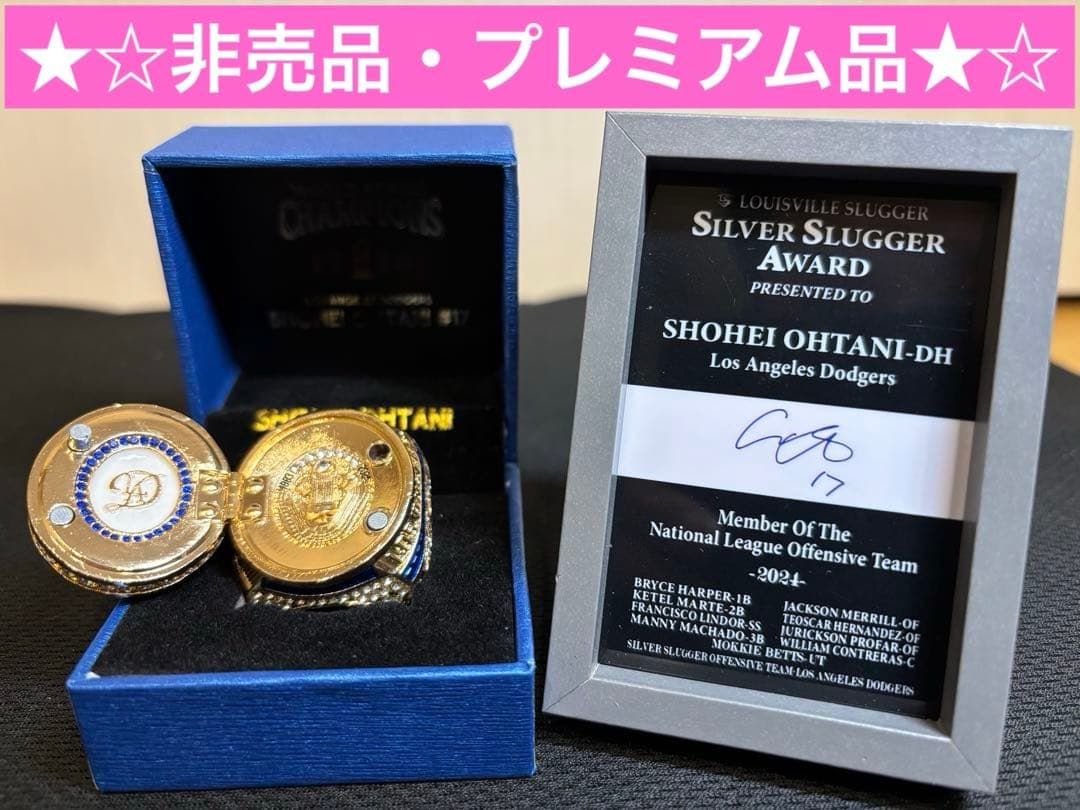 ★☆非売品・プレミアム品★☆
CHAMPIONS
SHOHEI OHTANI #17
OHTANI
LOUISVILLE SLUGGER
SILVER SLUGGER
AWARD
PRESENTED TO
SHOHEI OHTANI-DH
Los Angeles Dodgers
17
Member Of The
National League Offensive Team
-2024-
BRYCE HARPER-1B
KETEL MARTE-2B
FRANCISCO LINDOR-SS
MANNY MACHADO-3B
JACKSON MERRILL-OF
TEOSCAR HERNANDEZ-OF
JURICKSON PROFAR-OF
WILLIAM CONTRERAS-C
MOKKIE BETTS-UT
SILVER SLUGGER OFFENSIVE TEAM-LOS ANGELES DODGERS